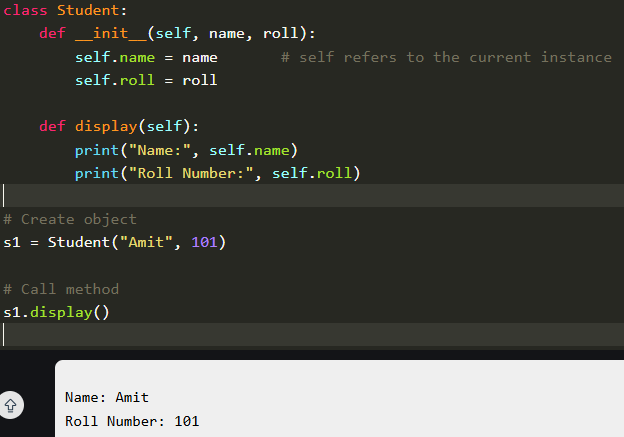 class Student:
    def __init__(self, name, roll):
        self.name = name       # self refers to the current instance
        self.roll = roll

    def display(self):
        print("Name:", self.name)
        print("Roll Number:", self.roll)

# Create object
s1 = Student("Amit", 101)

# Call method
s1.display()

Name: Amit
Roll Number: 101